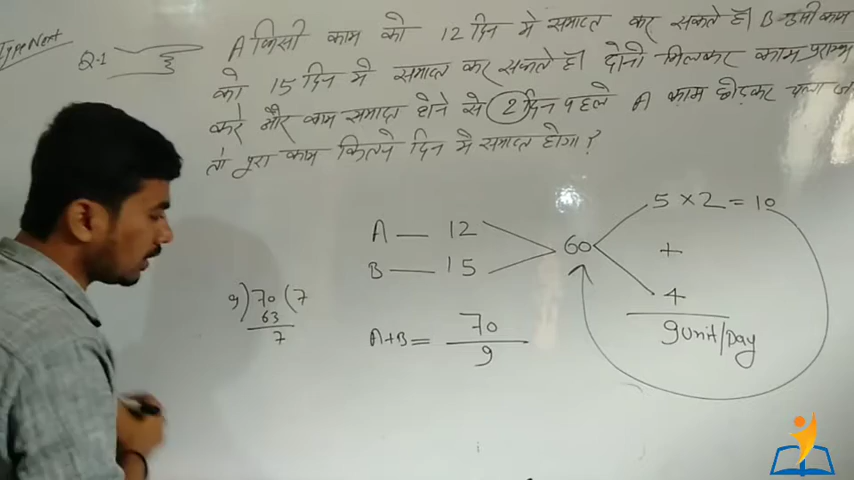 Type Next
Q-1 A किसी काम को 12 दिन मे समाप्त कर सकते हैं। B उसी काम
को 15 दिन मे समाप्त कर सकते हैं। दोनो मिलकर काम प्रारम्भ
करे और काम समाप्त होने से 2 दिन पहले A काम छोड़कर चला
तो पूरा काम कितने दिन मे समाप्त होगा?
A — 12
B — 15
60
5 × 2 = 10
+
4
9 unit/Day
9) 70 (7
63
7
A+B = 70
9